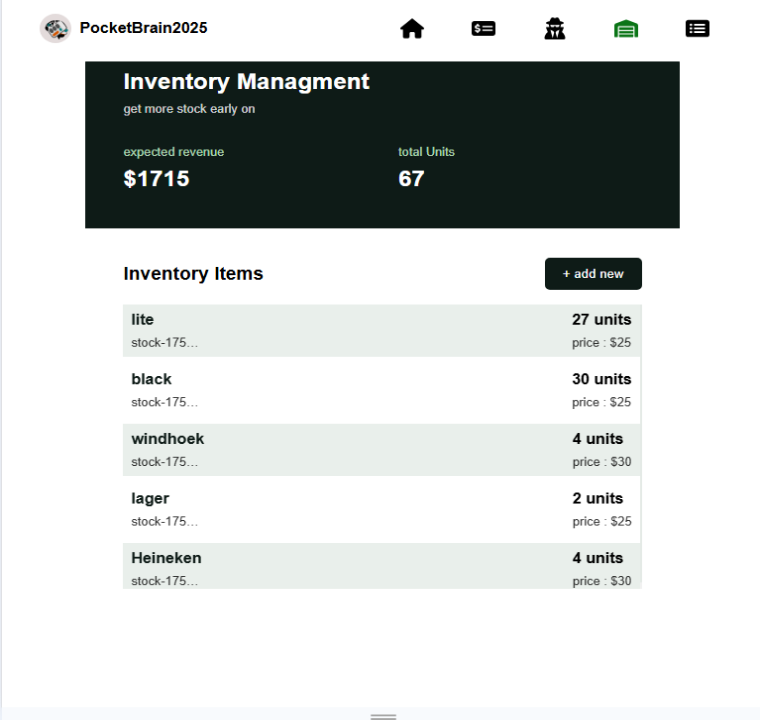 PocketBrain2025
Inventory Managment
get more stock early on
expected revenue
total Units
$1715
67
Inventory Items
+ add new
lite
27 units
stock-175...
price : $25
black
30 units
stock-175...
price : $25
windhoek
4 units
stock-175...
price : $30
lager
2 units
stock-175...
price : $25
Heineken
4 units
stock-175...
price : $30